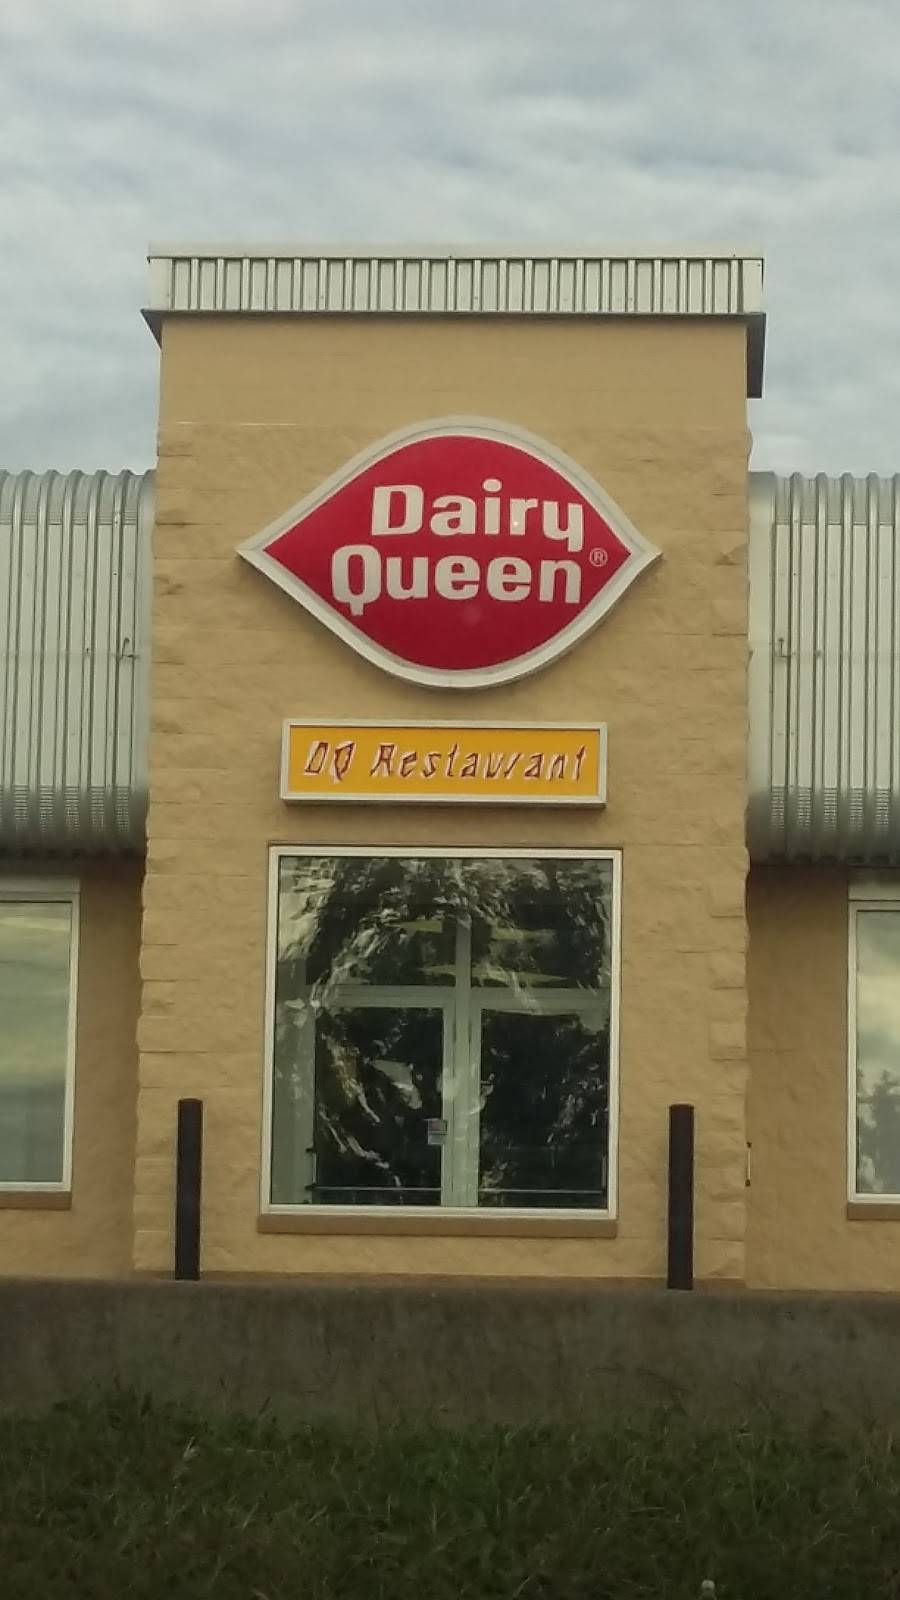 Dairy
Queen®
DQ Restaurant